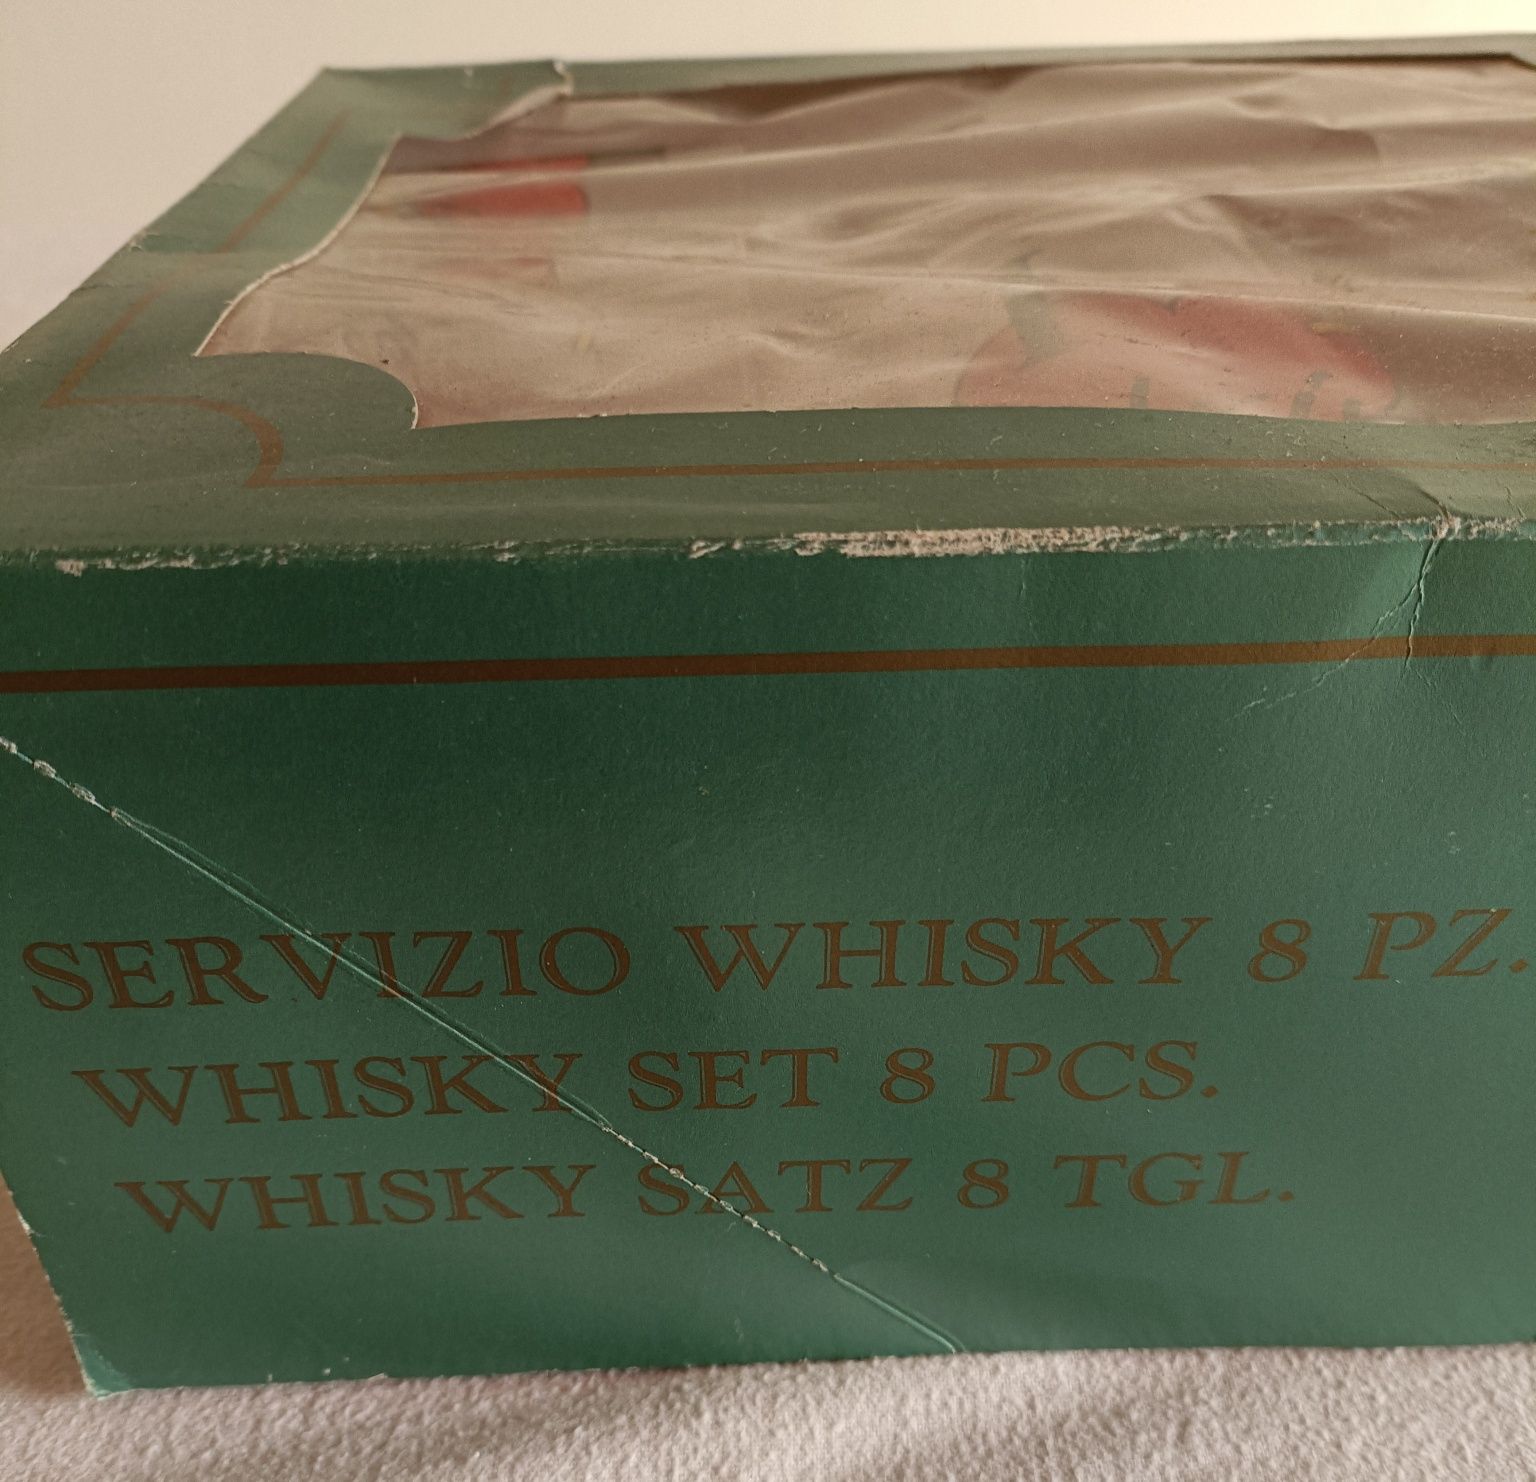 SERVIZIO WHISKY 8 PZ.
WHISKY SET 8 PCS.
WHISKY SATZ 8 TGL.